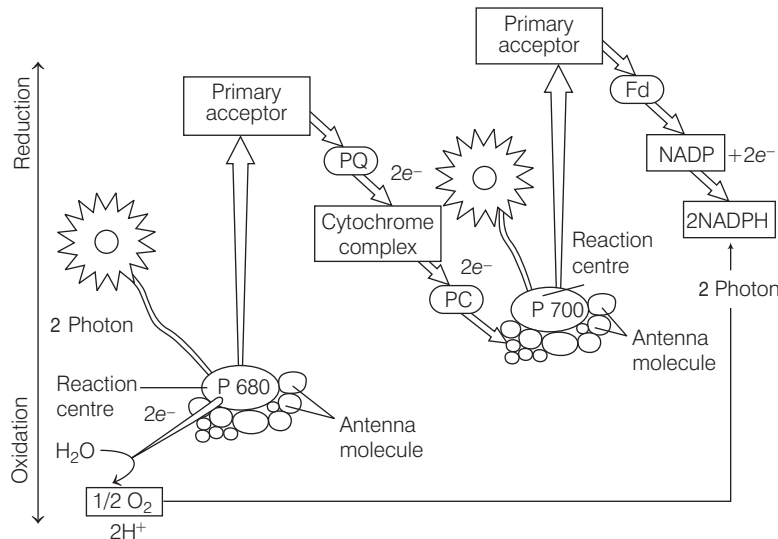 Primary
acceptor
Fd
NADP
+2e-
2NADPH
2 Photon
Reduction
Primary
acceptor
PQ
2e-
Cytochrome
complex
2e-
PC
Reaction
centre
P 700
Antenna
molecule
2 Photon
Reaction
centre
P 680
2e-
Antenna
molecule
H₂O
1/2 O₂
2H⁺
Oxidation